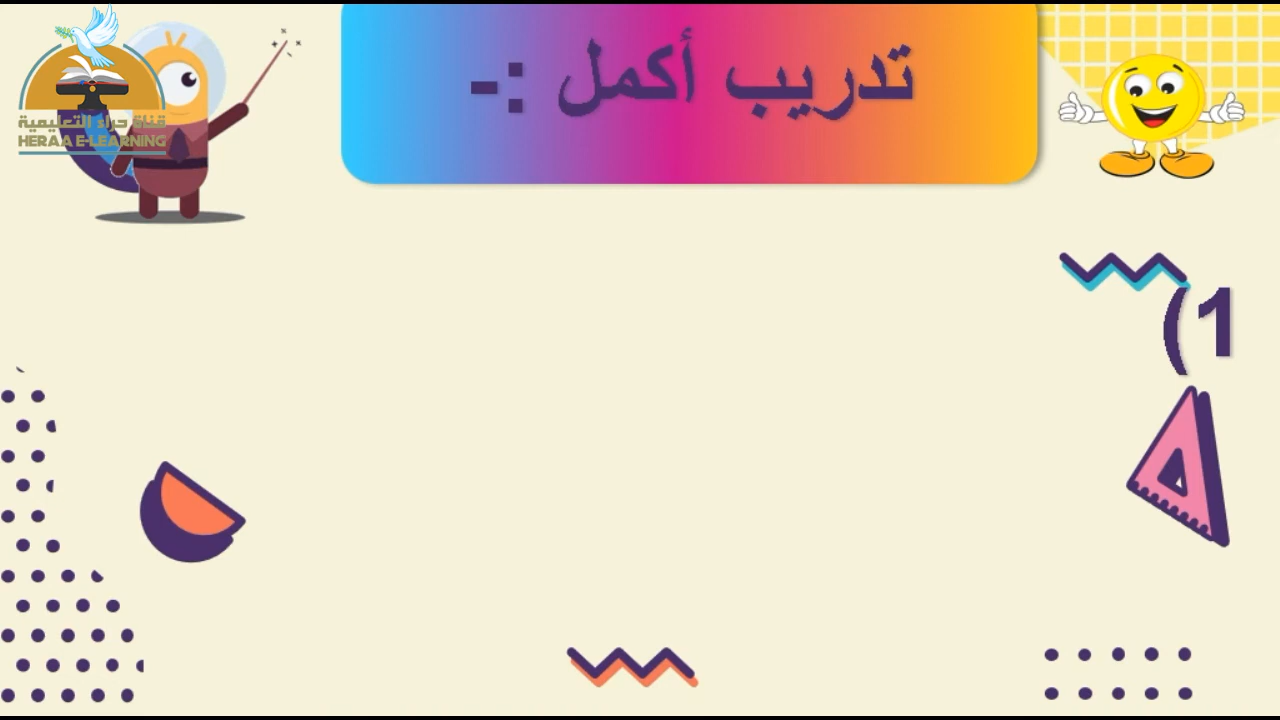 تدريب أكمل :-
قناة حراء التعليمية
HERAA E-LEARNING
1)